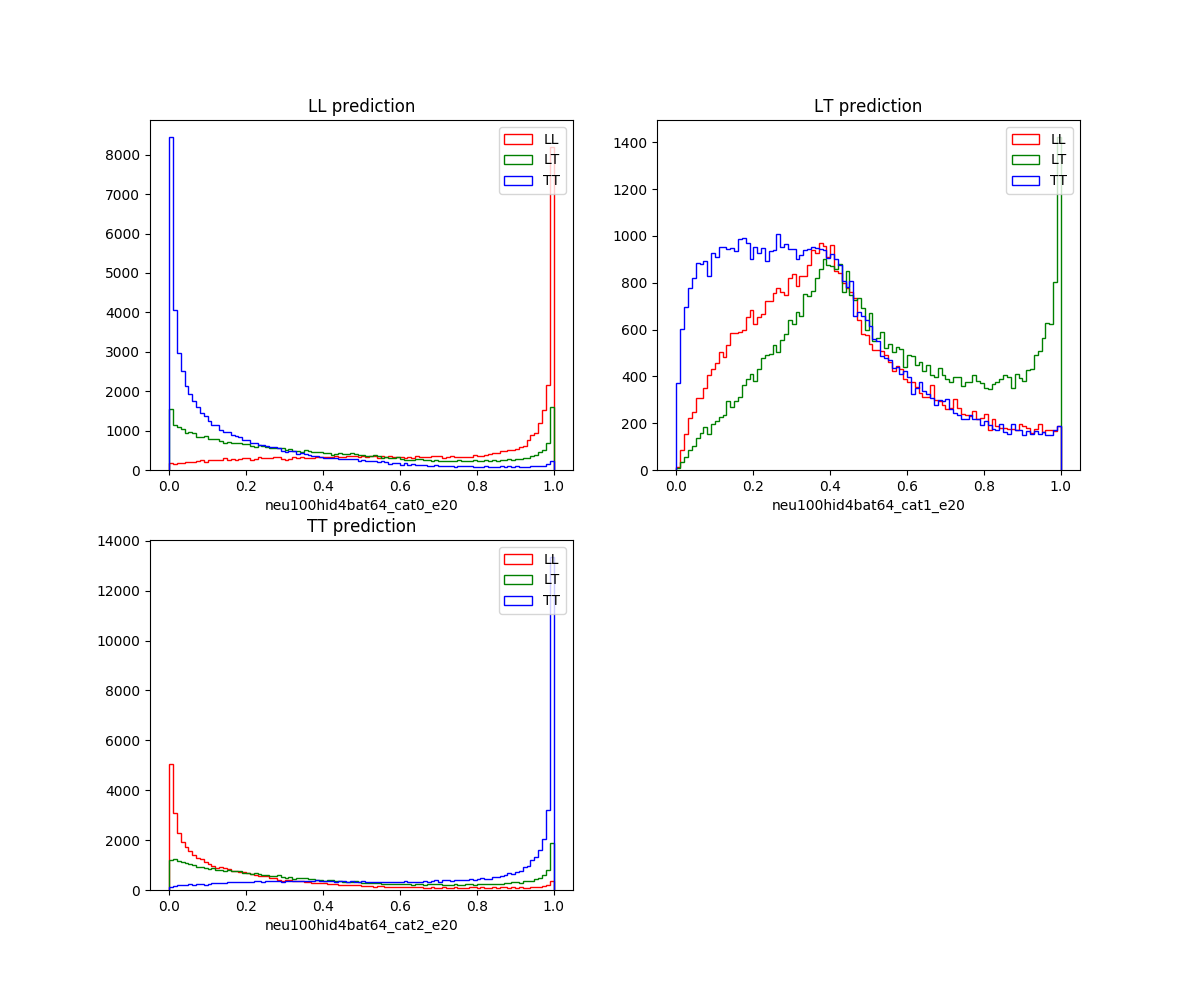 LL prediction
LL
LT
TT
8000
7000
6000
5000
4000
3000
2000
1000
0
0.0 0.2 0.4 0.6 0.8 1.0
neu100hid4bat64_cat0_e20
LT prediction
LL
LT
TT
1400
1200
1000
800
600
400
200
0
0.0 0.2 0.4 0.6 0.8 1.0
neu100hid4bat64_cat1_e20
TT prediction
LL
LT
TT
14000
12000
10000
8000
6000
4000
2000
0
0.0 0.2 0.4 0.6 0.8 1.0
neu100hid4bat64_cat2_e20